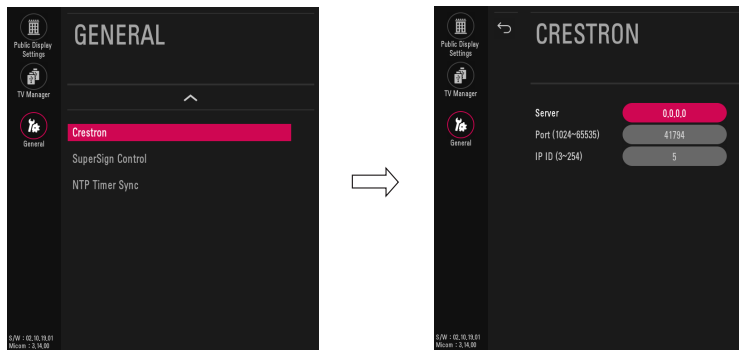 Public Display
Settings
TV Manager
General
GENERAL
Crestron
SuperSign Control
NTP Timer Sync
S/W : 02,10,19,01
Micom : 3,14,00
Public Display
Settings
TV Manager
General
CRESTRON
Server 0,0,0,0
Port (1024~65535) 41794
IP ID (3~254) 5
S/W : 02,10,19,01
Micom : 3,14,00